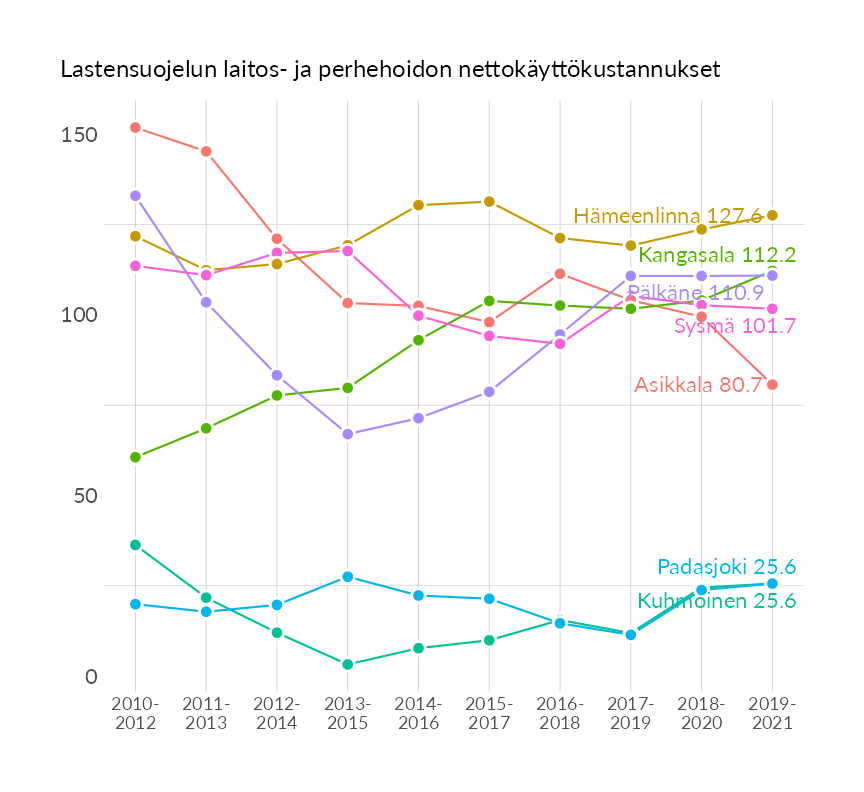 Lastensuojelun laitos- ja perhehoidon nettokäyttökustannukset
150
Hämeenlinna 127.6
Kangasala 112.2
Pälkäne 110.9
100
Sysmä 101.7
Asikkala 80.7
50
Padasjoki 25.6
Kuhmoinen 25.6
0
2010- 2011- 2012- 2013- 2014- 2015- 2016- 2017- 2018- 2019-
2012 2013 2014 2015 2016 2017 2018 2019 2020 2021